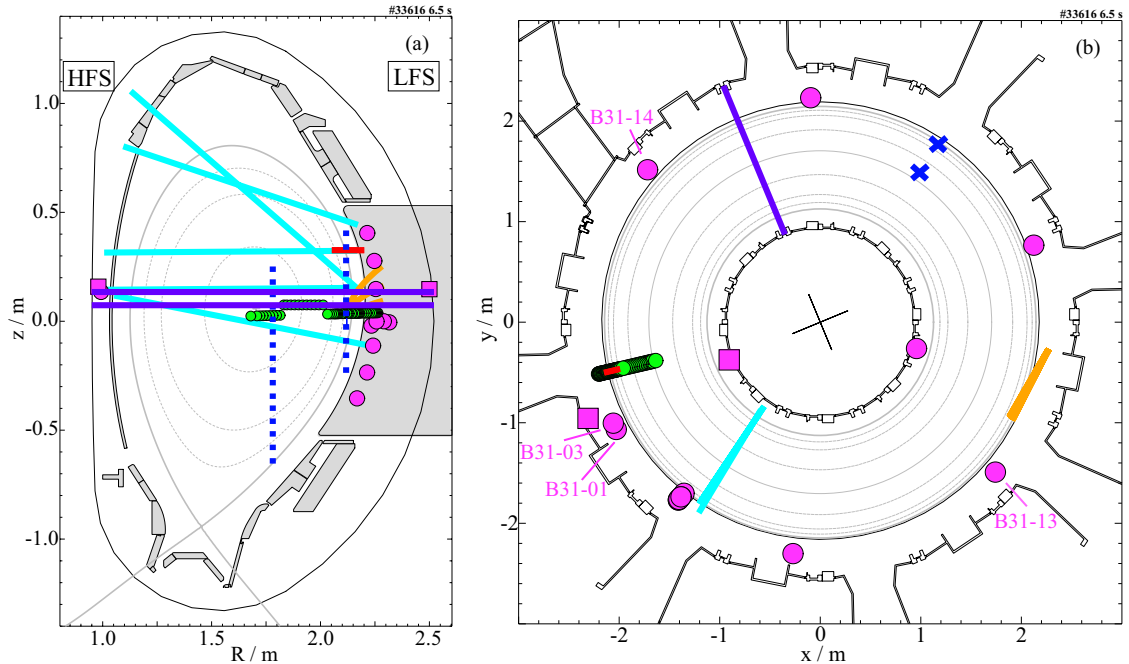 #33616 6.5 s
(a)
HFS
LFS
1.0
0.5
0.0
-0.5
-1.0
z / m
1.0
1.5
2.0
2.5
R / m
#33616 6.5 s
(b)
B31-14
B31-03
B31-01
B31-13
2
1
0
-1
-2
y / m
-2
-1
0
1
2
x / m